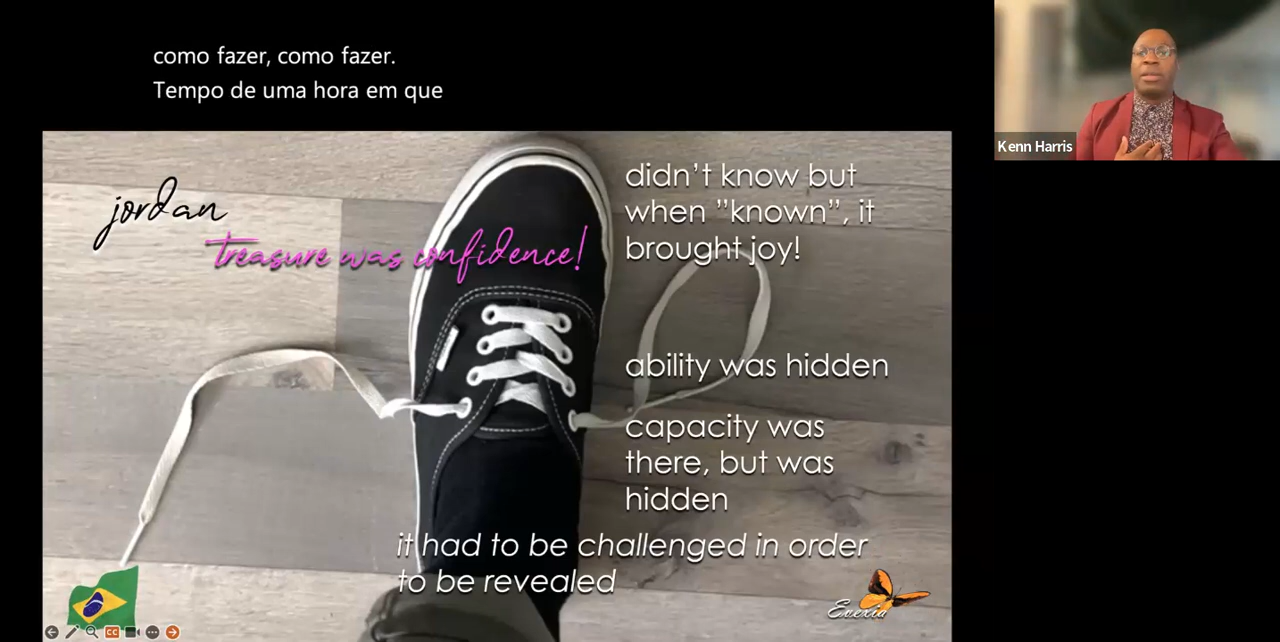 como fazer, como fazer.
Tempo de uma hora em que
Kenn Harris
jordan
treasure was confidence!
didn't know but
when "known", it
brought joy!
ability was hidden
capacity was
there, but was
hidden
it had to be challenged in order
to be revealed
Evexia
CC